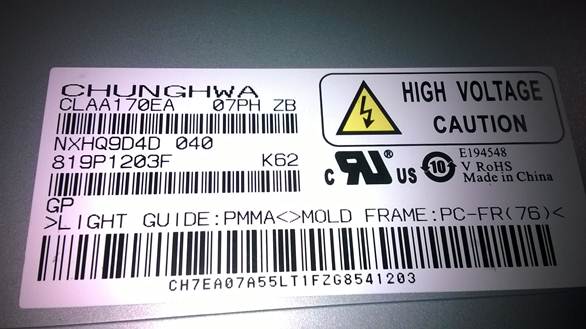 CHUNGHWA
CLAA170EA 07PH ZB
NXHQ9D4D 040
819P1203F K62
GP
>LIGHT GUIDE:PMMA<>MOLD FRAME:PC-FR(76)<
CH7EA07A55LT1FZG8541203
HIGH VOLTAGE
CAUTION
c RU US
10
E194548
V RoHS
Made in China